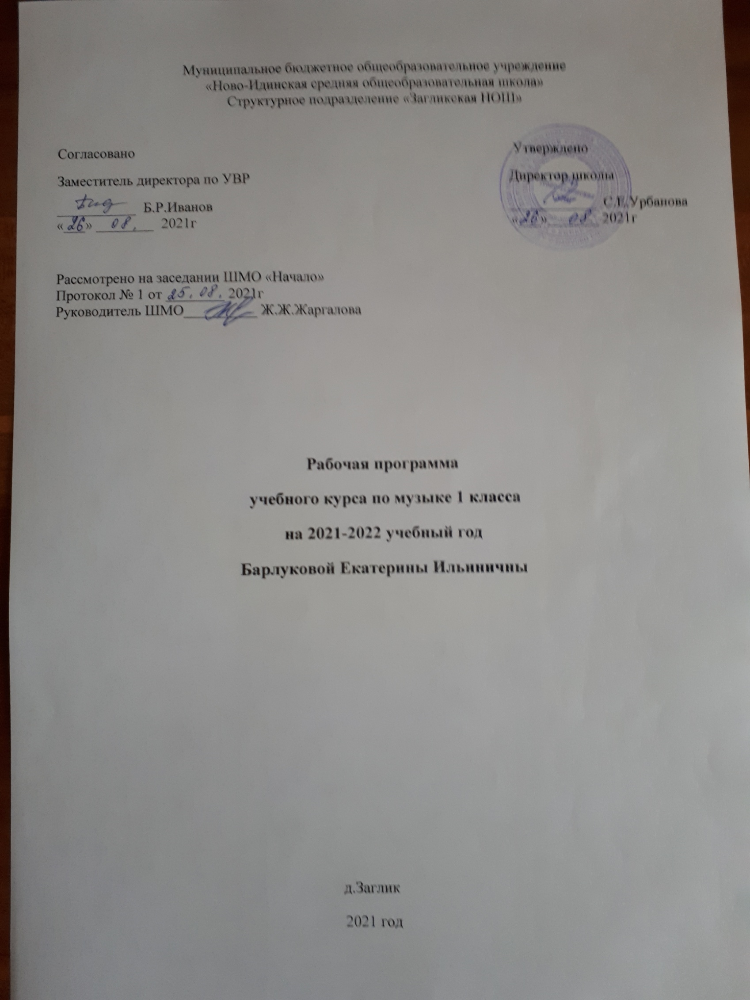 Муниципальное бюджетное общеобразовательное учреждение
«Ново-Идинская средняя общеобразовательная школа»
Структурное подразделение «Загликская НОШ»
Согласовано
Заместитель директора по УВР
Б.Р.Иванов
«26» 08. 2021г
Утверждено
Директор школы
Урбанова
«26» 08 2021г
Рассмотрено на заседании ШМО «Начало»
Протокол № 1 от 25.08. 2021г
Руководитель ШМО Ж.Ж.Жаргалова
Рабочая программа
учебного курса по музыке 1 класса
на 2021-2022 учебный год
Барлуковой Екатерины Ильиничны
д.Заглик
2021 год